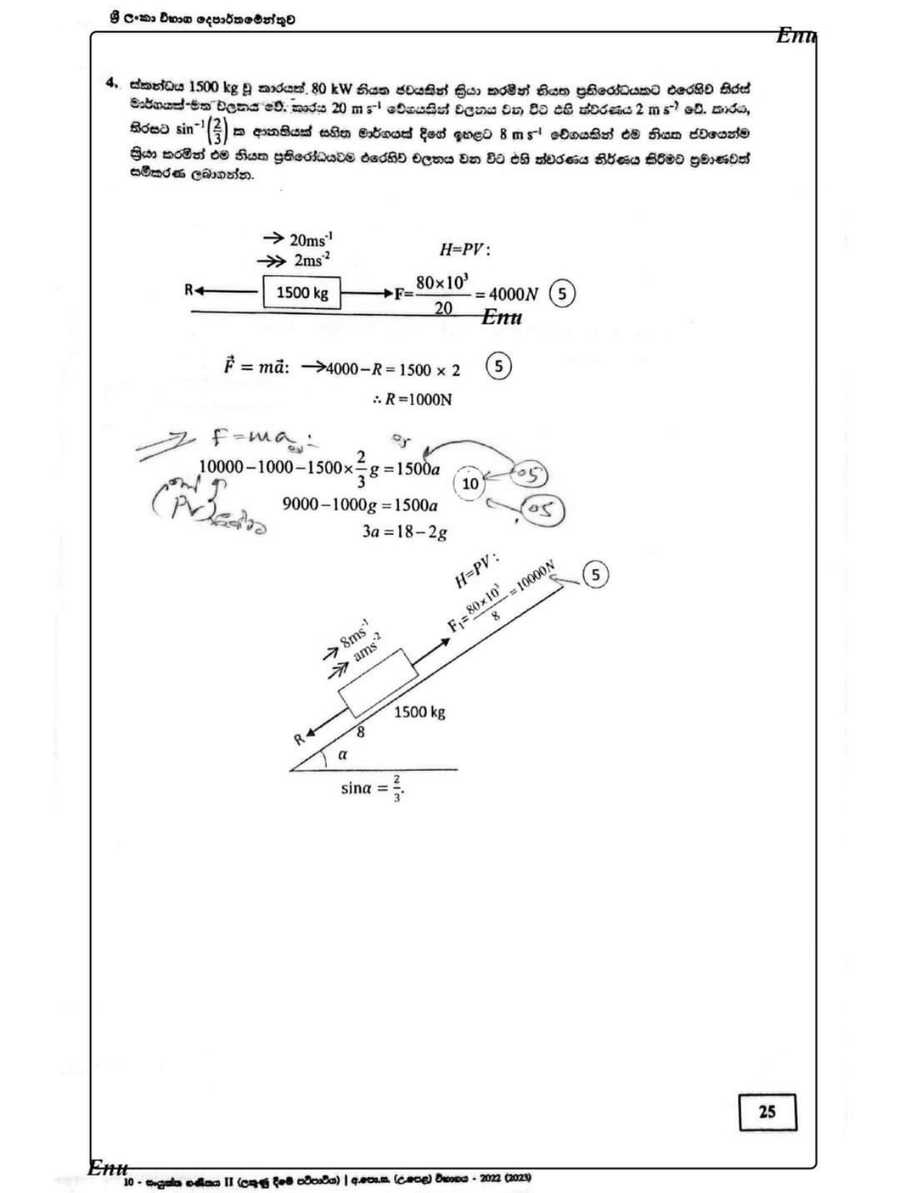 ශ්‍රී ලංකා විභාග දෙපාර්තමේන්තුව
Enu
4. ස්කන්ධය 1500 kg වූ කාරයක් 80 kW නියත ජවයකින් ක්‍රියා කරමින් නියත ප්‍රතිරෝධයකට එරෙහිව තිරස්
මාර්ගයක් මත චලනය වේ. කාරය 20 m s⁻¹ වේගයකින් චලනය වන විට එහි ත්වරණය 2 m s⁻² වේ. කාරය,
තිරසට sin⁻¹(2/3) ක ආනතියක් සහිත මාර්ගයක් දිගේ ඉහළට 8 m s⁻¹ වේගයකින් එම නියත ජවයෙන්ම
ක්‍රියා කරමින් එම නියත ප්‍රතිරෝධයටම එරෙහිව චලනය වන විට එහි ත්වරණය නිර්ණය කිරීමට ප්‍රමාණවත්
සමීකරණ ලබාගන්න.
→ 20ms⁻¹
↠ 2ms⁻²
H=PV:
R 1500 kg F= 80×10³/20 = 4000N 5
Enu
F⃗ = ma⃗: →4000−R = 1500 × 2 5
∴ R =1000N
F=ma :- or
10000−1000−1500×2/3 g =1500a 10 05
(PV)
9000−1000g =1500a 05
3a =18−2g
H=PV:
F₁= 80×10³/8 = 10000N 5
8ms⁻¹
ams⁻²
1500 kg
R
8
α
sinα = 2/3.
25
Enu
10 - සංයුක්ත ගණිතය II (ලකුණු දීමේ පටිපාටිය) | අ.පො.ස. (උ.පෙළ) විභාගය - 2022 (2023)